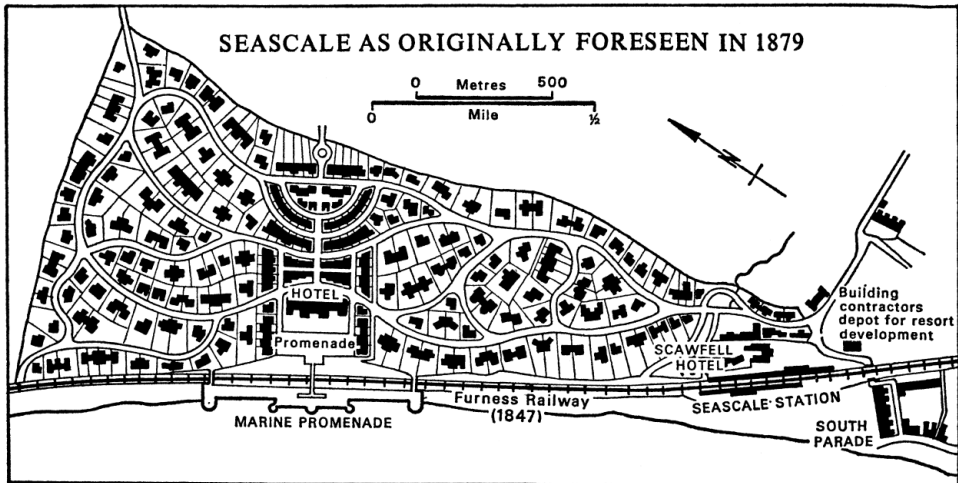 SEASCALE AS ORIGINALLY FORESEEN IN 1879
0 Metres 500
0 Mile ½
N
HOTEL
Promenade
Building
contractors
depot for resort
development
SCAWFELL
HOTEL
Furness Railway
(1847)
SEASCALE STATION
MARINE PROMENADE
SOUTH
PARADE